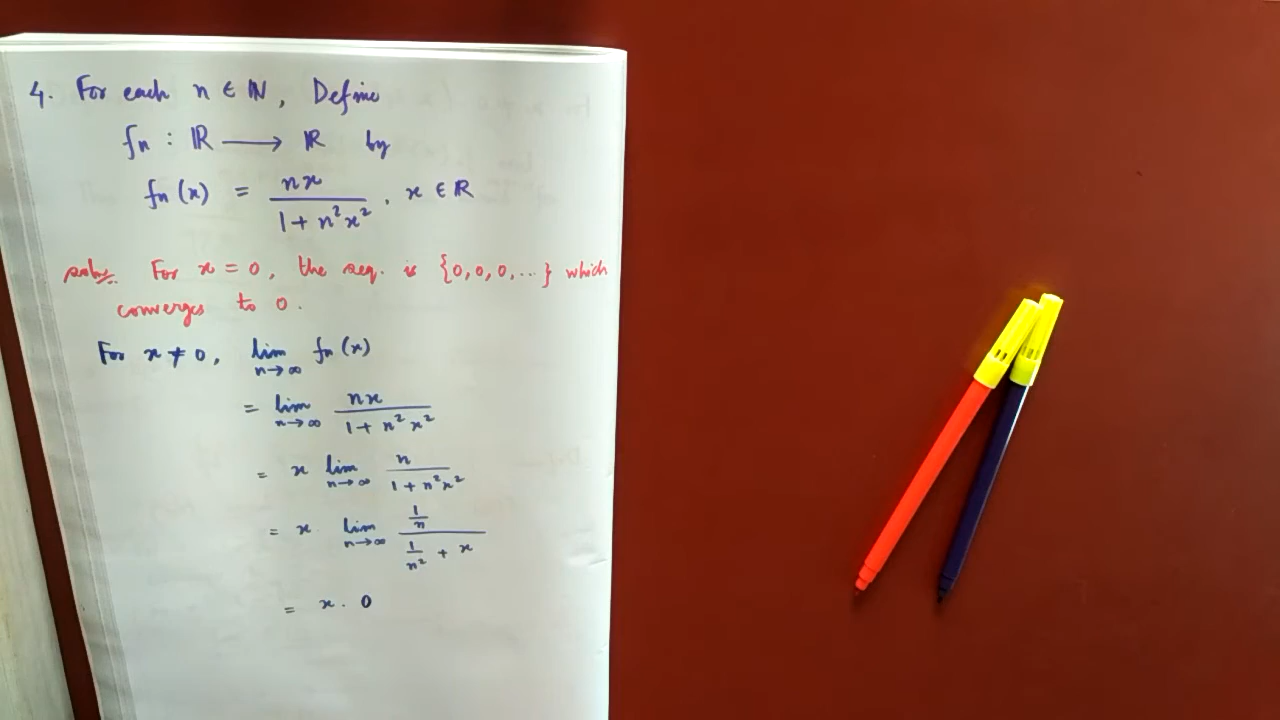 4. For each n ∈ ℕ, Define
fn : ℝ ⟶ ℝ by
fn (x) = nx / (1 + n²x²) , x ∈ ℝ
soln. For x = 0, the seq. is {0, 0, 0, ...} which
converges to 0.
For x ≠ 0, lim n→∞ fn (x)
= lim n→∞ nx / (1 + n² x²)
= x lim n→∞ n / (1 + n²x²)
= x lim n→∞ (1/n) / (1/n² + x)
= x . 0